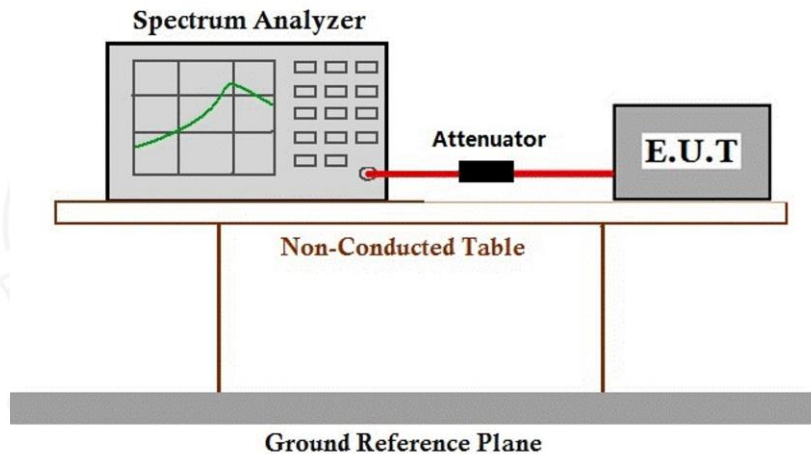 Spectrum Analyzer
Attenuator
E.U.T
Non-Conducted Table
Ground Reference Plane